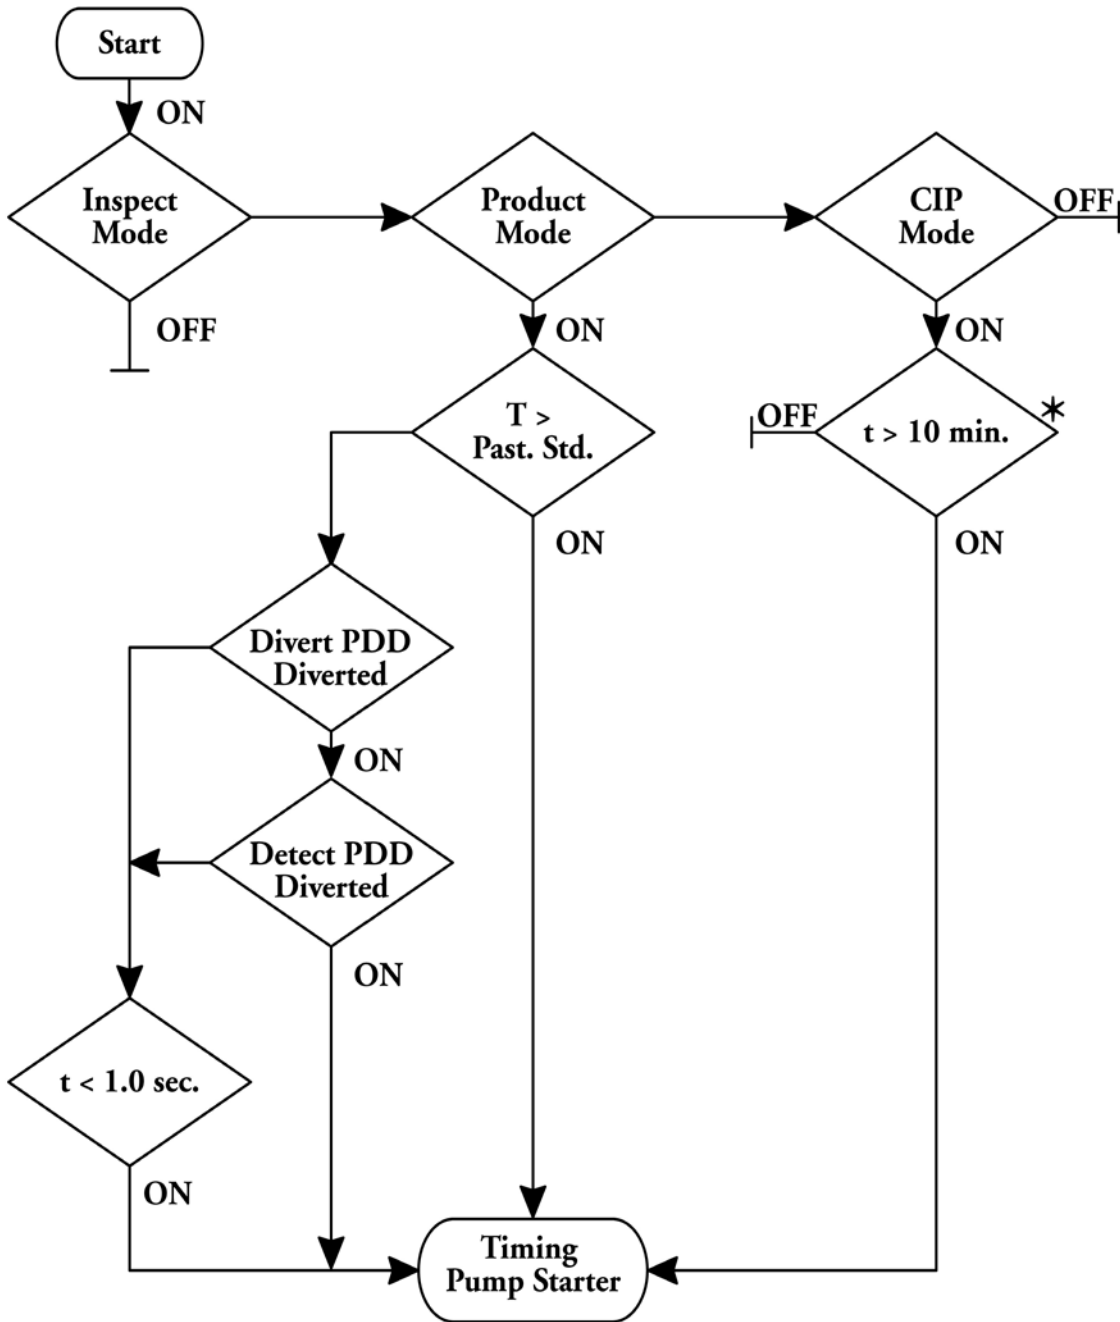 Start
ON
Inspect
Mode
OFF
Product
Mode
ON
CIP
Mode
OFF
ON
T >
Past. Std.
ON
OFF
t > 10 min.
*
ON
Divert PDD
Diverted
ON
Detect PDD
Diverted
ON
t < 1.0 sec.
ON
Timing
Pump Starter